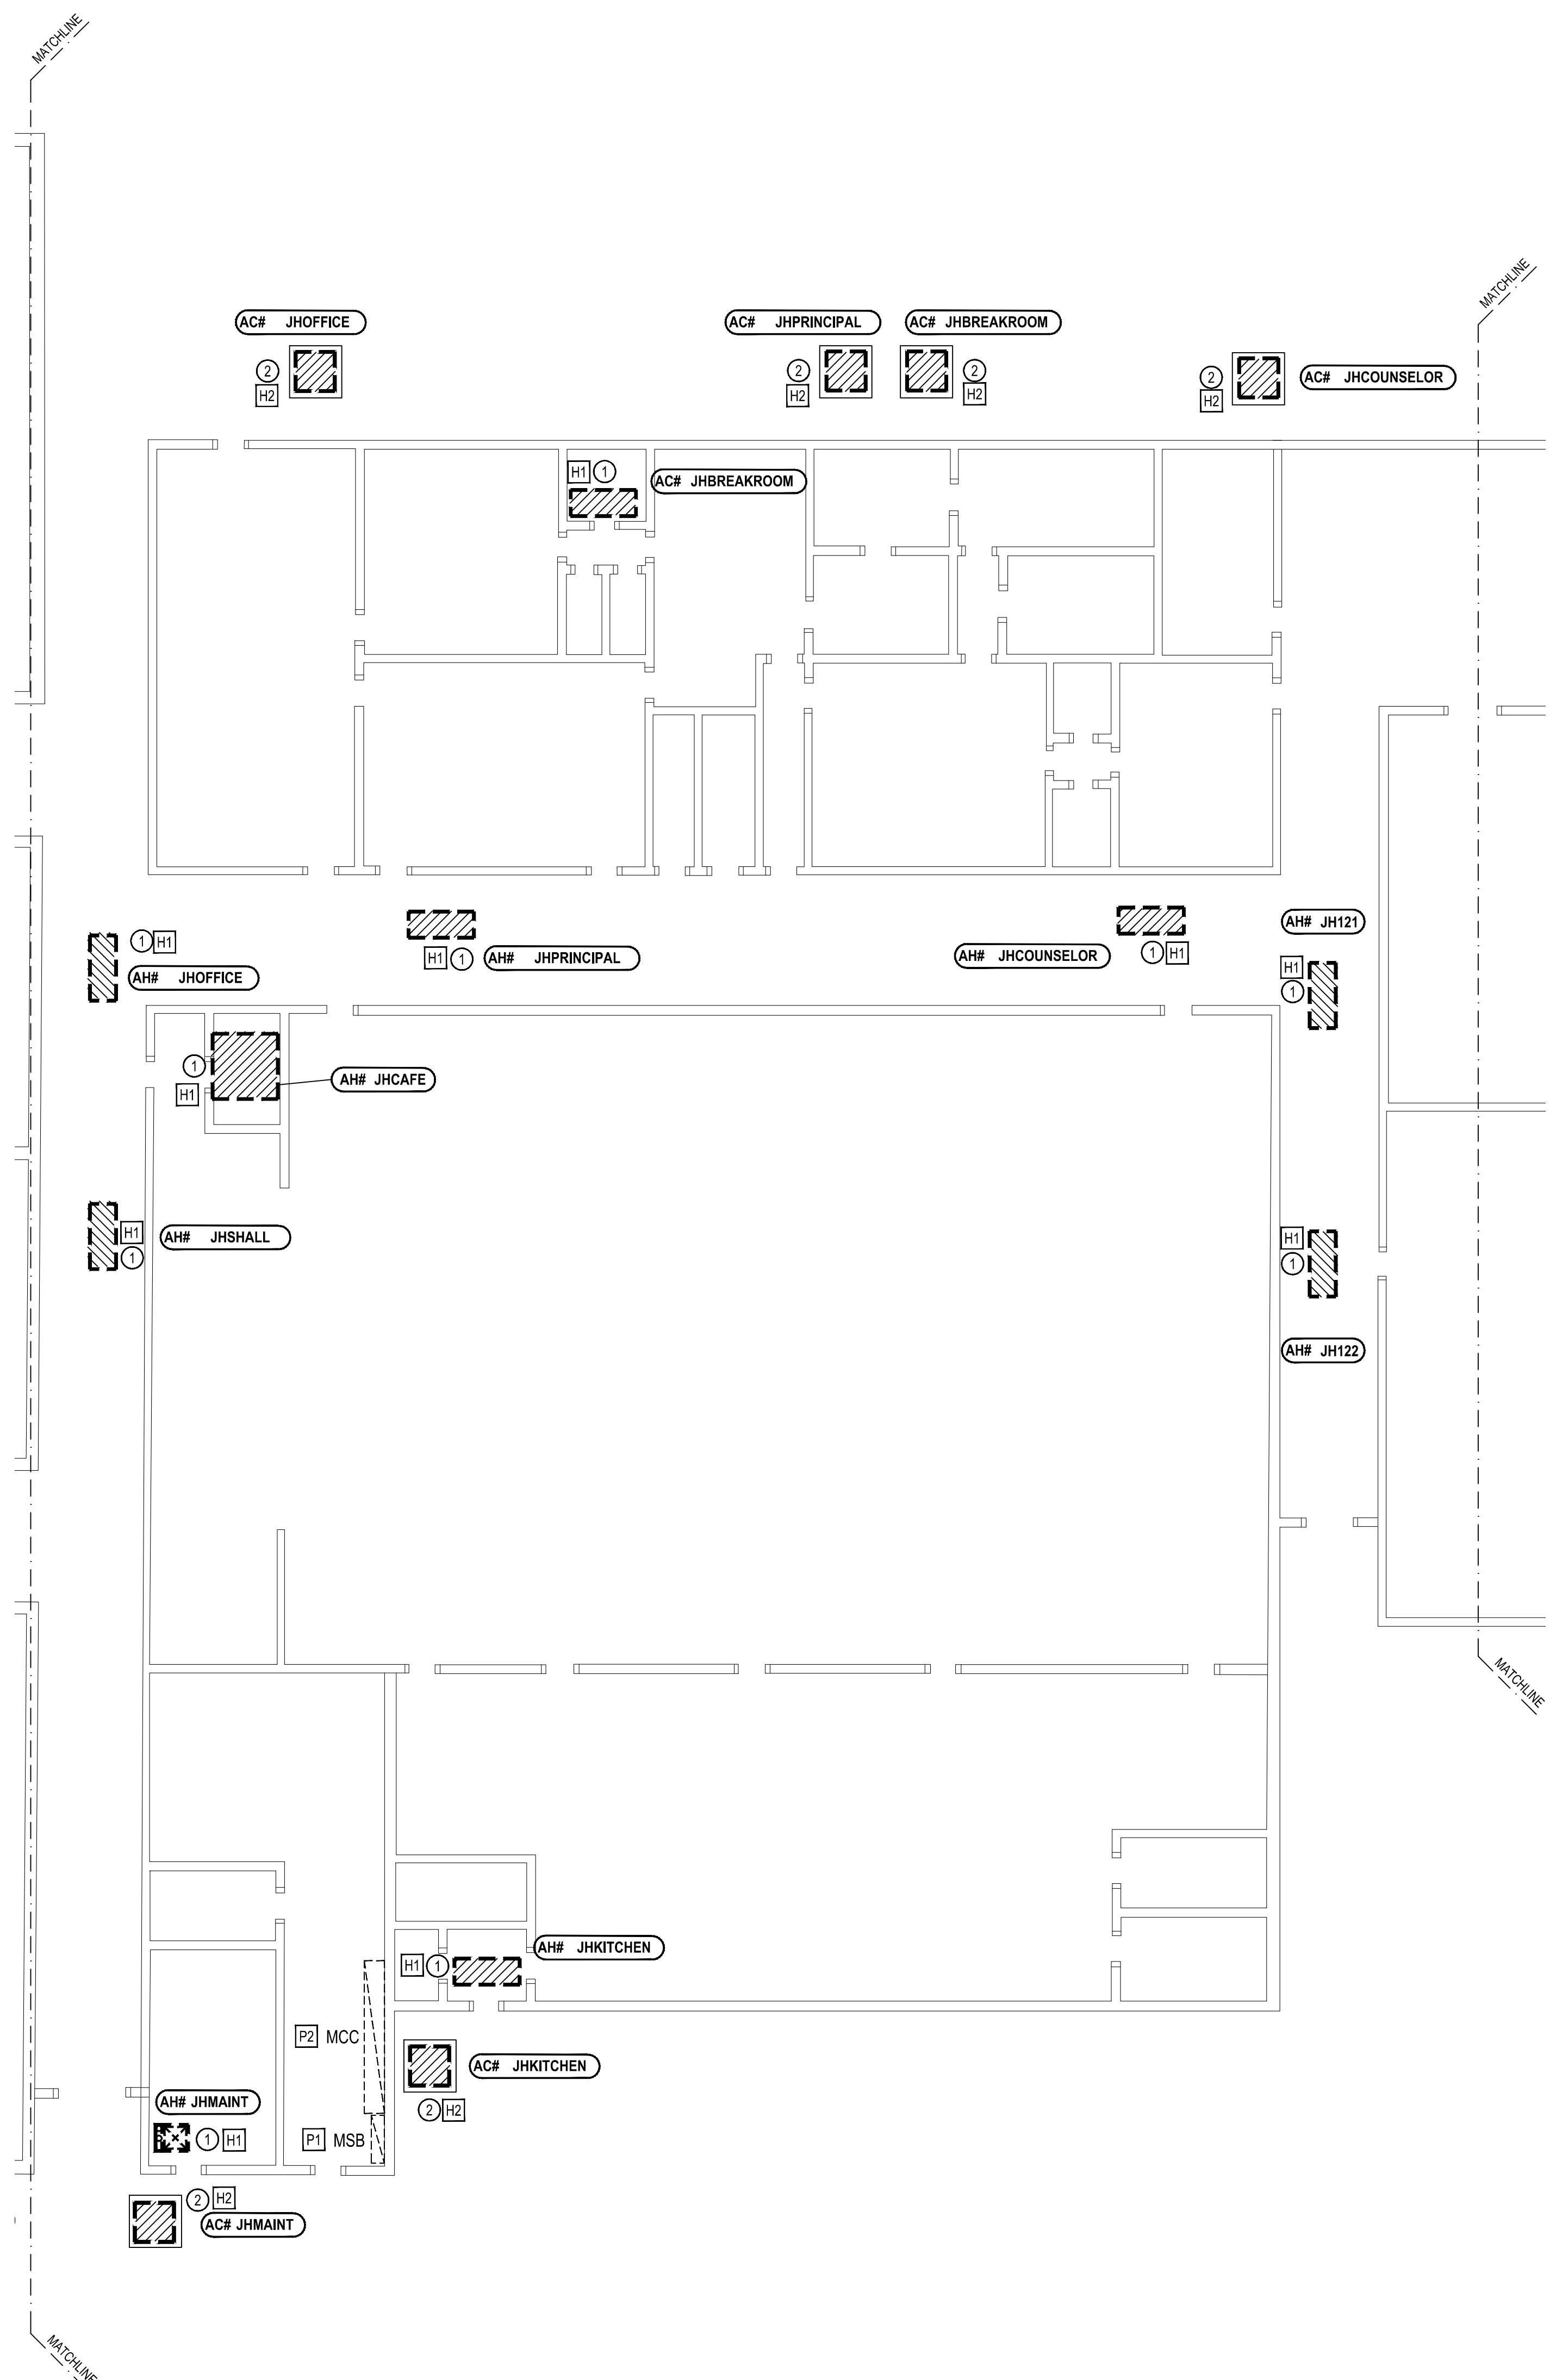 MATCHLINE
MATCHLINE
AC# JHOFFICE
AC# JHPRINCIPAL
AC# JHBREAKROOM
2
H2
2
H2
2
H2
2
H2
AC# JHCOUNSELOR
H1 1
AC# JHBREAKROOM
1 H1
AH# JHOFFICE
H1 1
AH# JHPRINCIPAL
AH# JHCOUNSELOR
1 H1
AH# JH121
H1
1
1
H1
AH# JHCAFE
H1
1
AH# JHSHALL
H1
1
AH# JH122
MATCHLINE
AH# JHKITCHEN
H1 1
P2 MCC
AC# JHKITCHEN
2 H2
AH# JHMAINT
1 H1
P1 MSB
2 H2
AC# JHMAINT
MATCHLINE